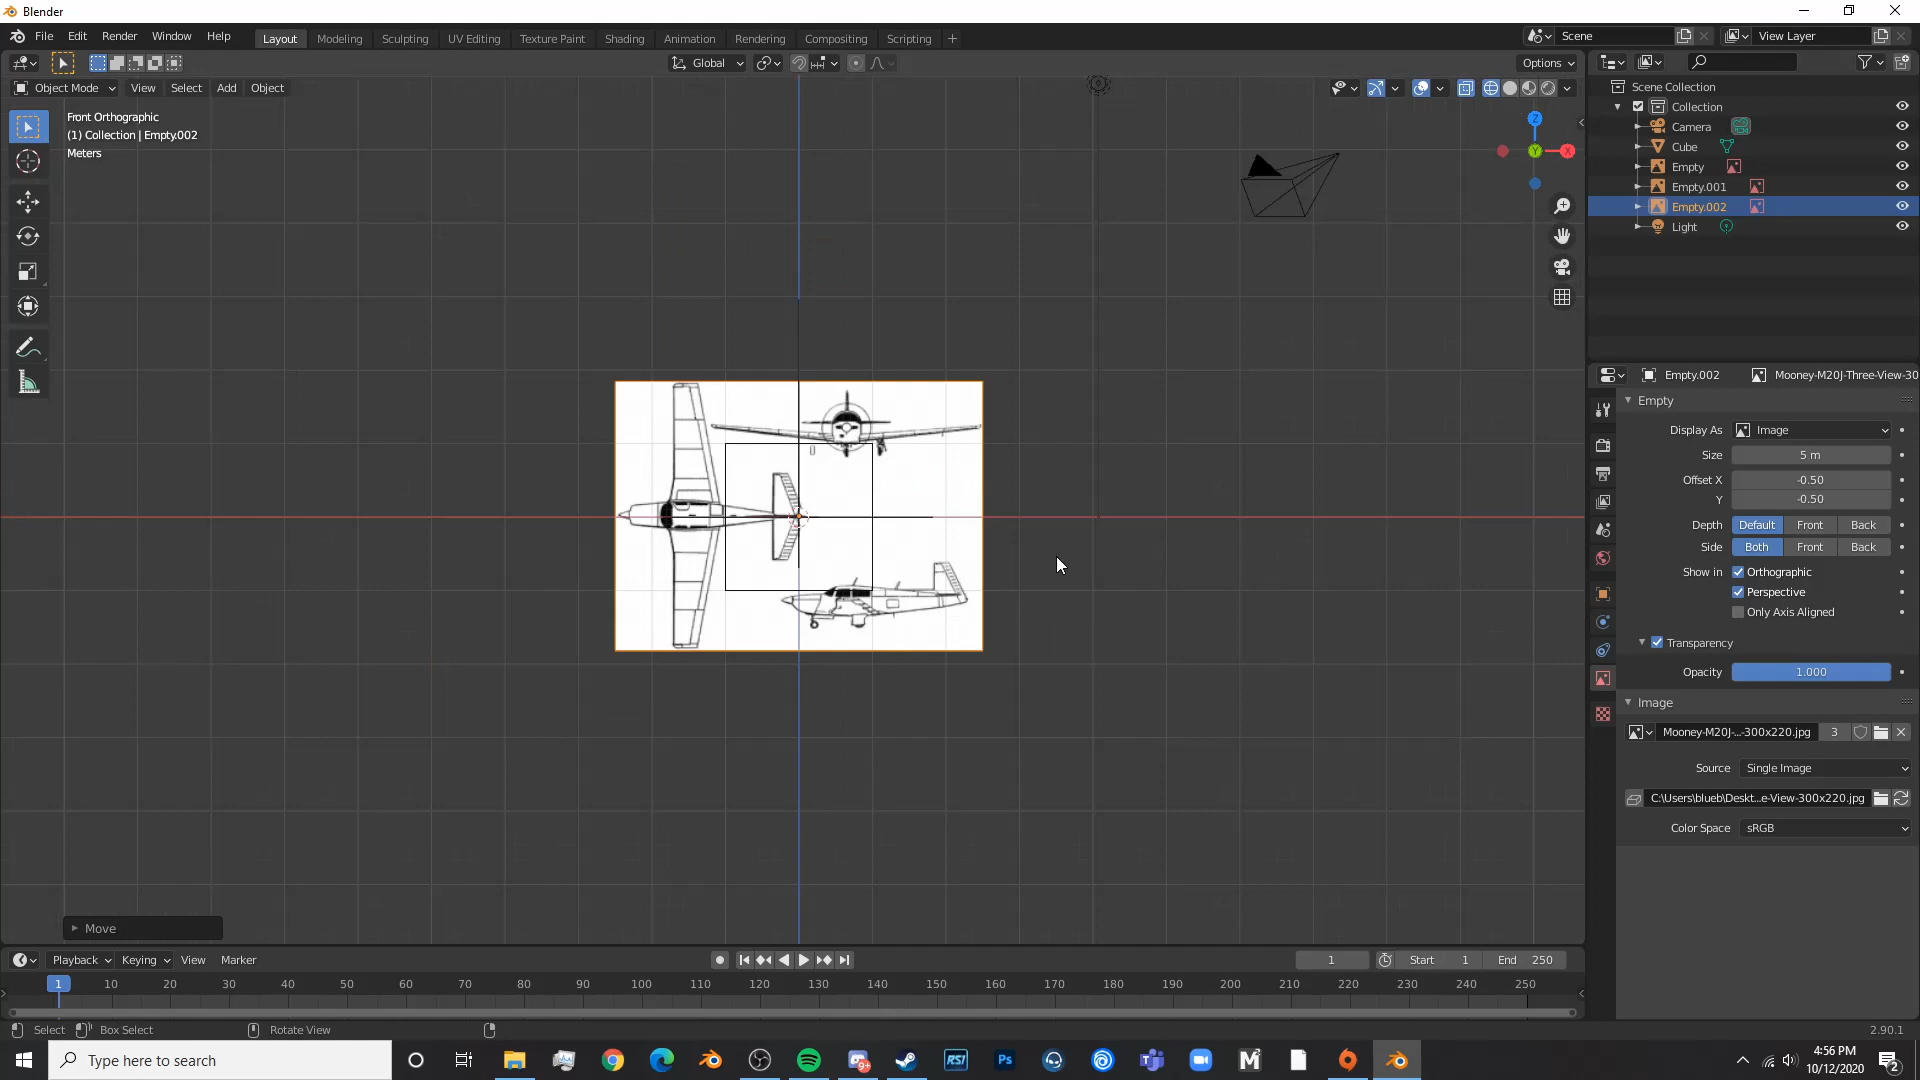 Blender
File Edit Render Window Help
Layout Modeling Sculpting UV Editing Texture Paint Shading Animation Rendering Compositing Scripting +
Scene
View Layer
Global
Options
Object Mode View Select Add Object
Front Orthographic
(1) Collection | Empty.002
Meters
Z
Y
X
Scene Collection
Collection
Camera
Cube
Empty
Empty.001
Empty.002
Light
Empty.002 Mooney-M20J-Three-View-30
Empty
Display As Image
Size 5 m
Offset X -0.50
Y -0.50
Depth Default Front Back
Side Both Front Back
Show in Orthographic
Perspective
Only Axis Aligned
Transparency
Opacity 1.000
Image
Mooney-M20J-...-300x220.jpg 3
Source Single Image
C:\Users\blueb\Deskt...e-View-300x220.jpg
Color Space sRGB
Move
Playback Keying View Marker
1 Start 1 End 250
1 10 20 30 40 50 60 70 80 90 100 110 120 130 140 150 160 170 180 190 200 210 220 230 240 250
Select Box Select Rotate View
2.90.1
Type here to search
RSI
Ps
9+
4:56 PM
10/12/2020
2